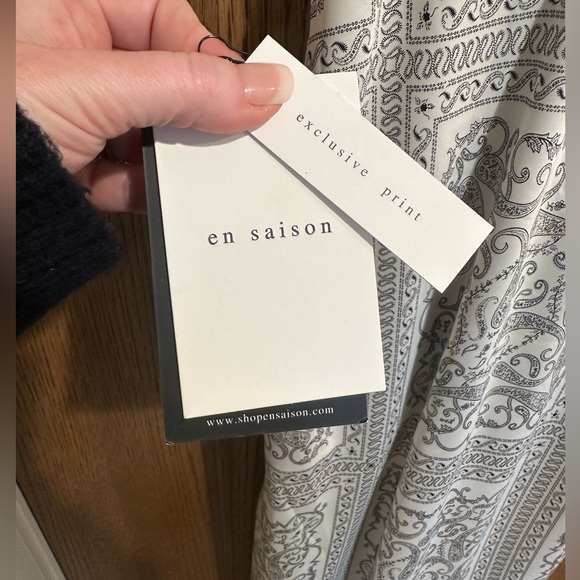 exclusive print
en saison
www.shopensaison.com